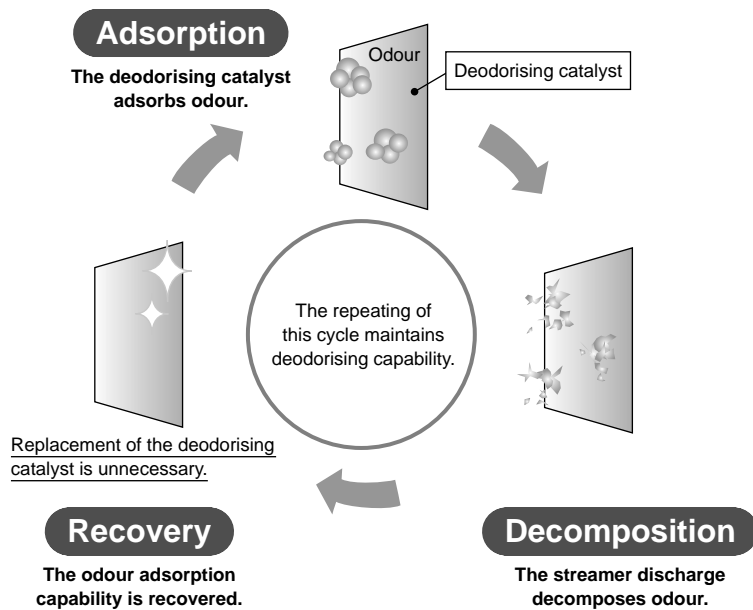 Adsorption
The deodorising catalyst
adsorbs odour.
Odour
Deodorising catalyst
The repeating of
this cycle maintains
deodorising capability.
Replacement of the deodorising
catalyst is unnecessary.
Recovery
The odour adsorption
capability is recovered.
Decomposition
The streamer discharge
decomposes odour.